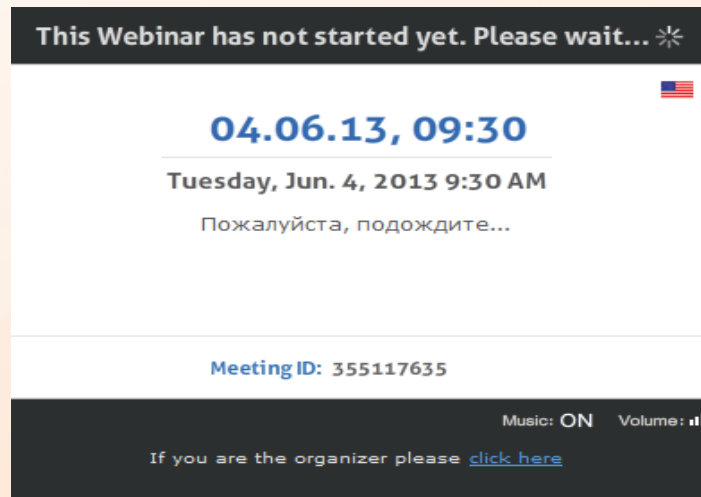 This Webinar has not started yet. Please wait...
04.06.13, 09:30
Tuesday, Jun. 4, 2013 9:30 AM
Пожалуйста, подождите...
Meeting ID: 355117635
Music: ON Volume:
If you are the organizer please click here